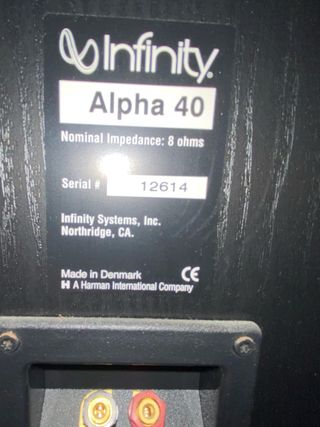 Infinity.
Alpha 40
Nominal Impedance: 8 ohms
Serial # 12614
Infinity Systems, Inc.
Northridge, CA.
Made in Denmark CE
H A Harman International Company